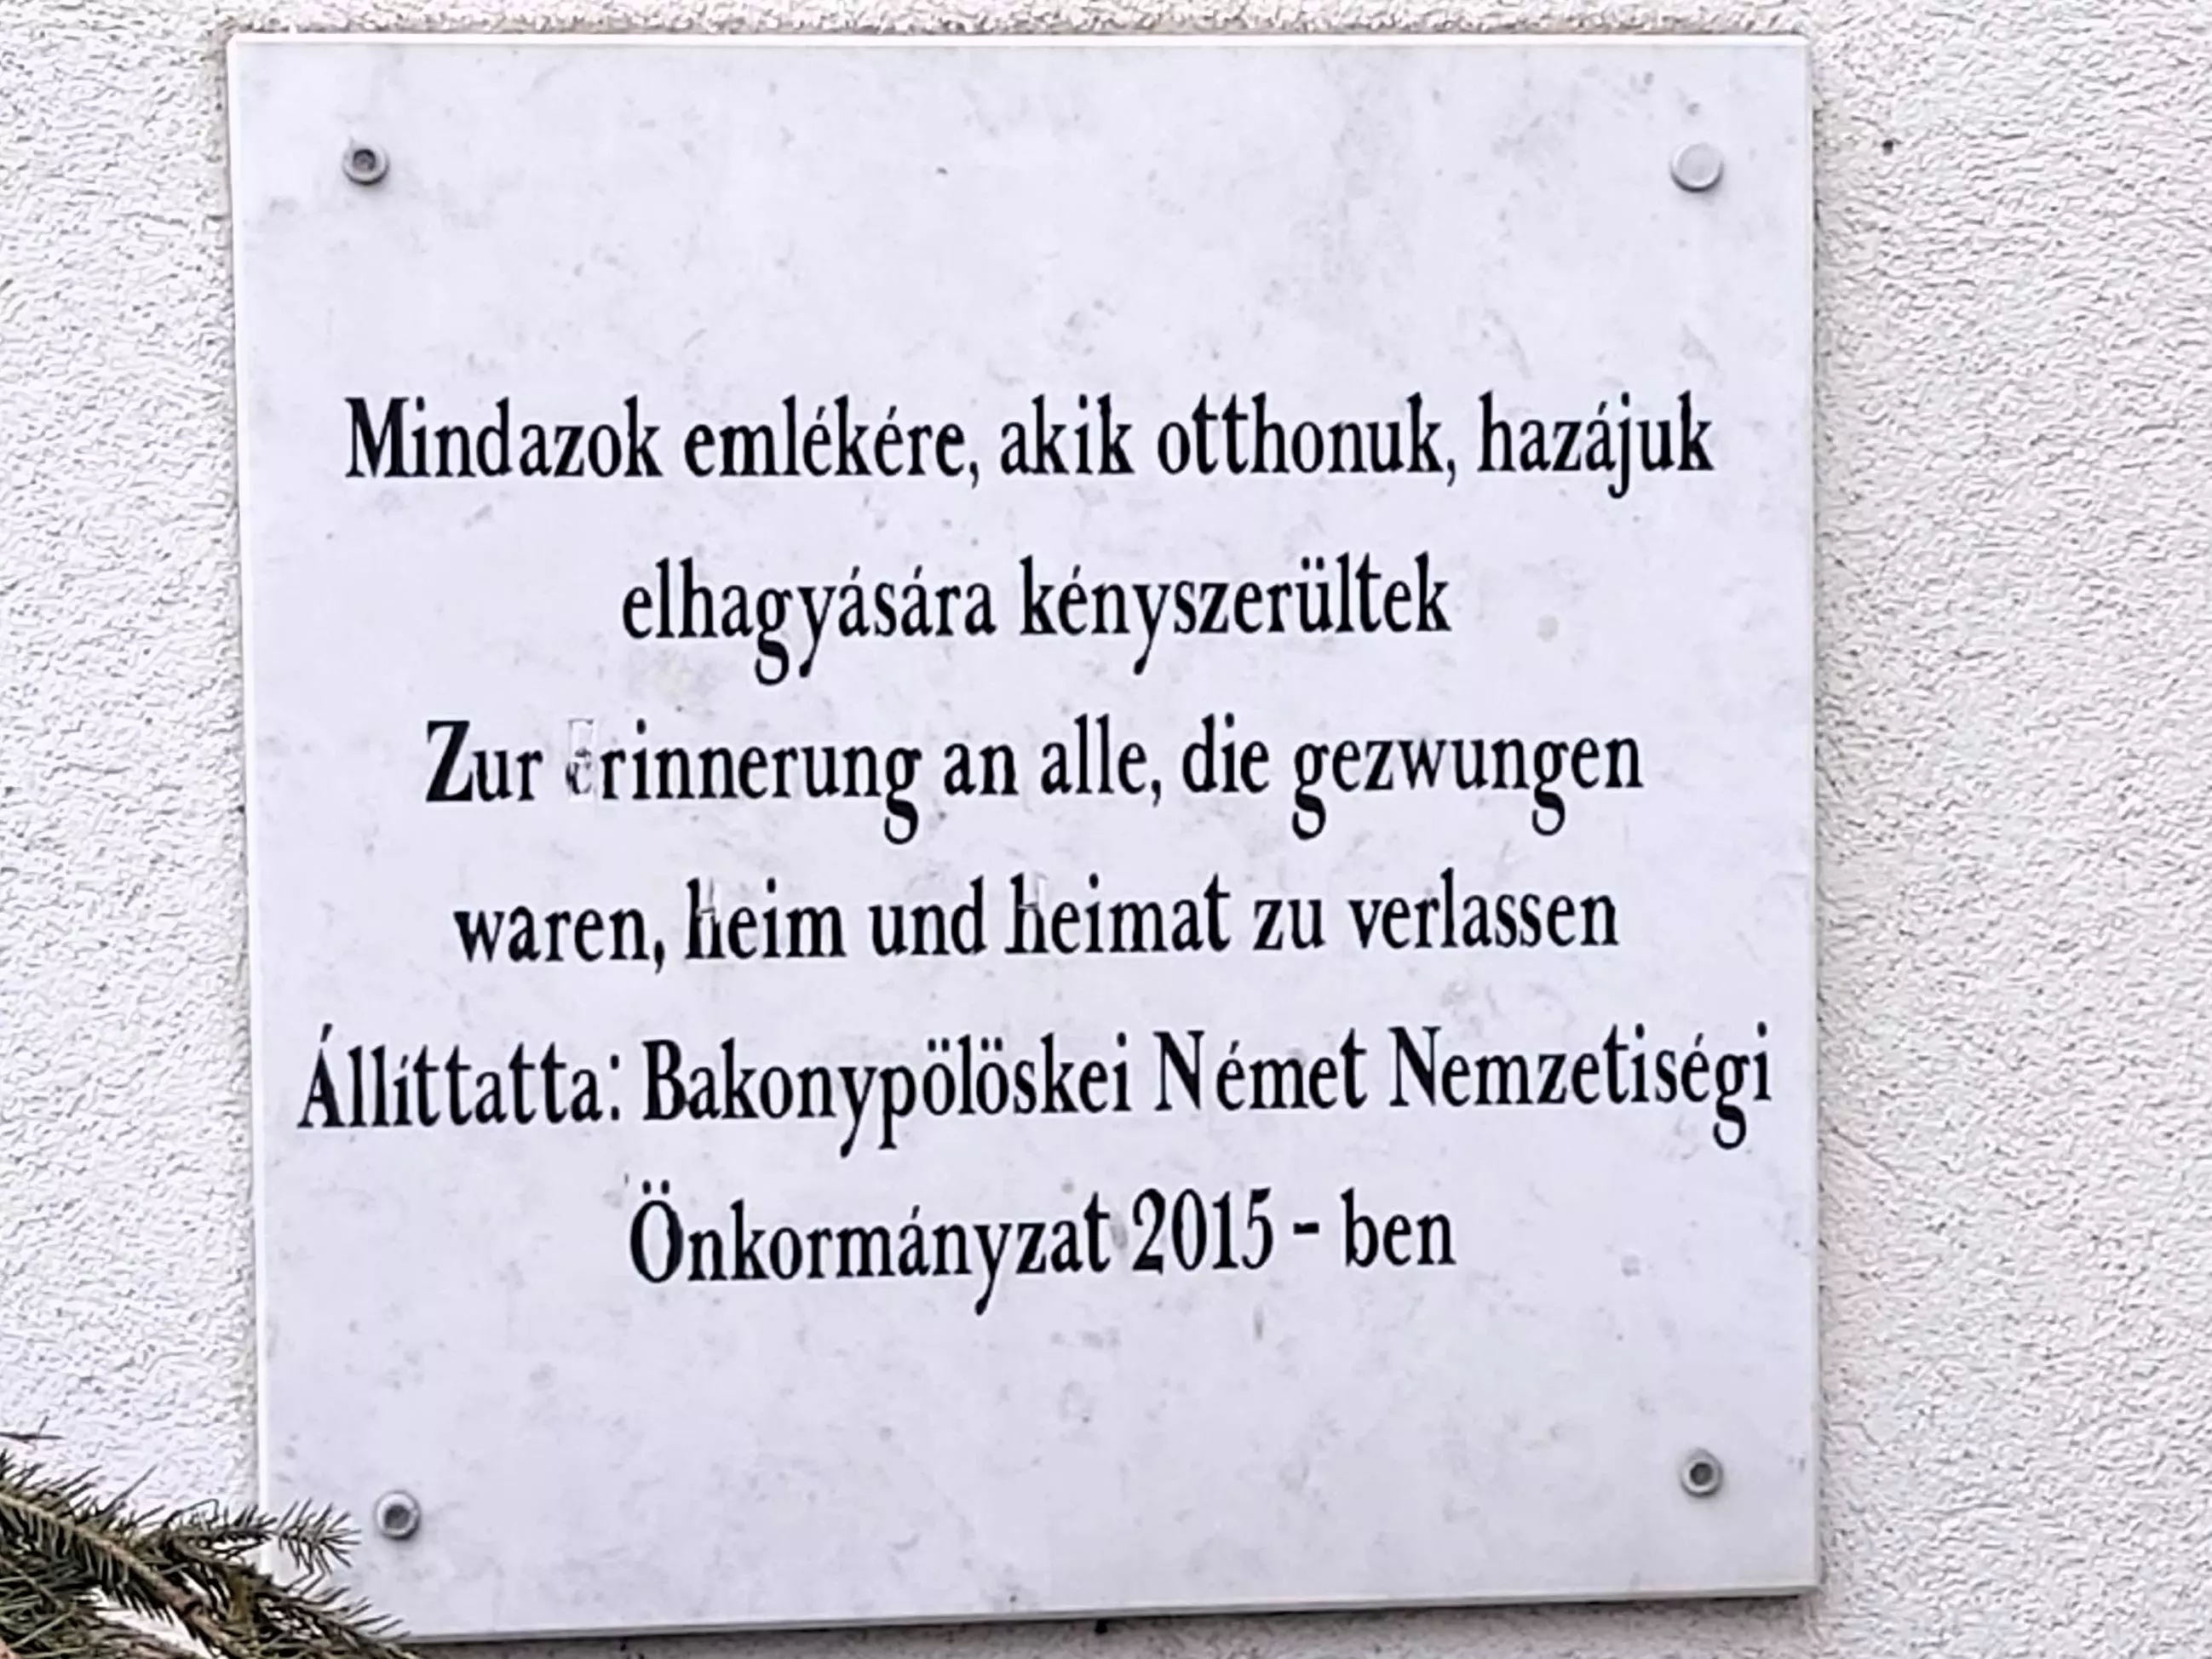 Mindazok emlékére, akik otthonuk, hazájuk
elhagyására kényszerültek
Zur Erinnerung an alle, die gezwungen
waren, Heim und Heimat zu verlassen
Állíttatta: Bakonypölöskei Német Nemzetiségi
Önkormányzat 2015 - ben